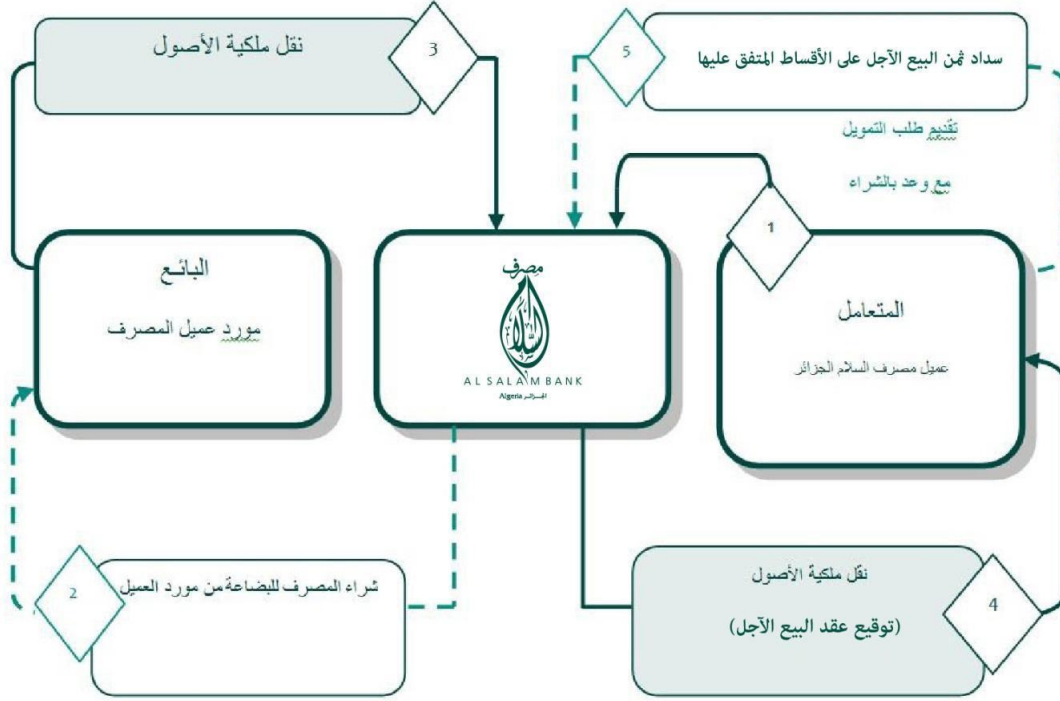 سداد ثمن البيع الآجل على الأقساط المتفق عليها
5
3
نقل ملكية الأصول
تقديم طلب التمويل
مع وعد بالشراء
1
المتعامل
عميل مصرف السلام الجزائر
مصرف
السلام
AL SALAM BANK
Algeria الجزائر
البائـع
مورد عميل المصرف
4
نقل ملكية الأصول
(توقيع عقد البيع الآجل)
شراء المصرف للبضاعة من مورد العميل
2